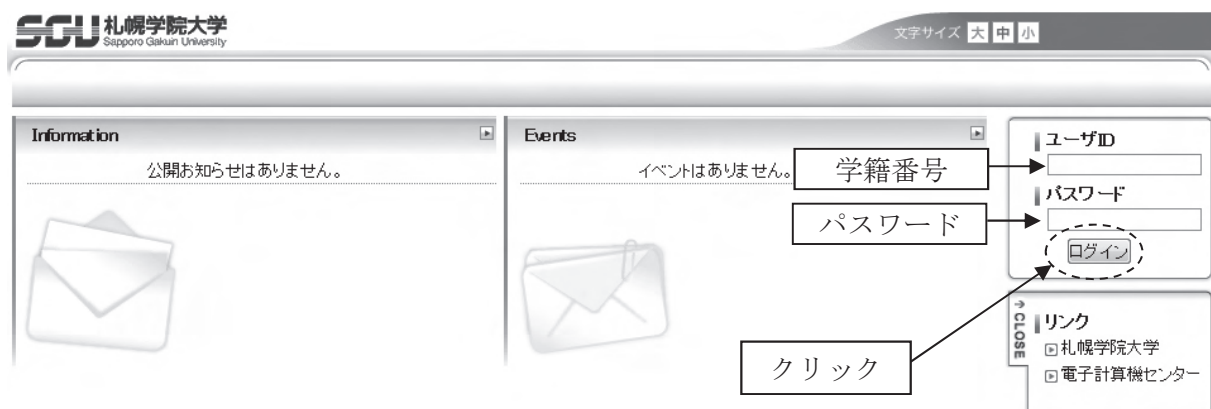 SGU 札幌学院大学
Sapporo Gakuin University
文字サイズ 大 中 小
Information
公開お知らせはありません。
Events
イベントはありません。
学籍番号
パスワード
クリック
ユーザID
パスワード
ログイン
→CLOSE
リンク
札幌学院大学
電子計算機センター